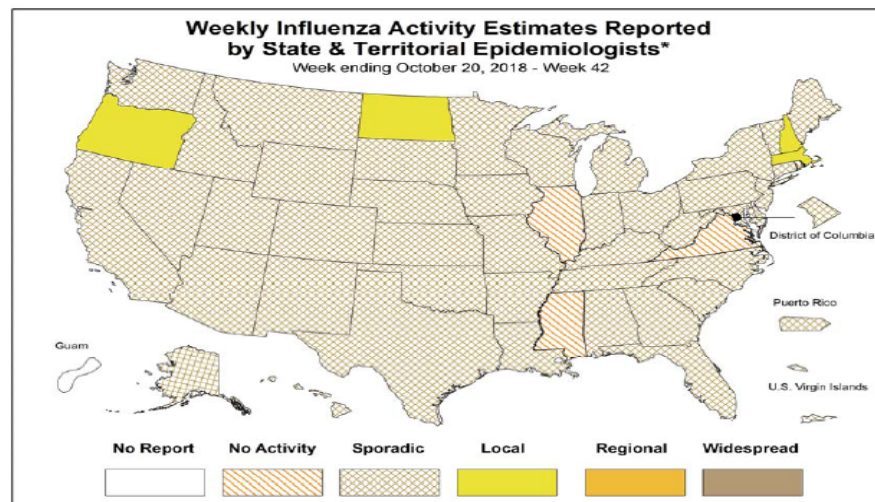 Weekly Influenza Activity Estimates Reported
by State & Territorial Epidemiologists*
Week ending October 20, 2018 - Week 42
District of Columbia
Puerto Rico
Guam
U.S. Virgin Islands
No Report No Activity Sporadic Local Regional Widespread